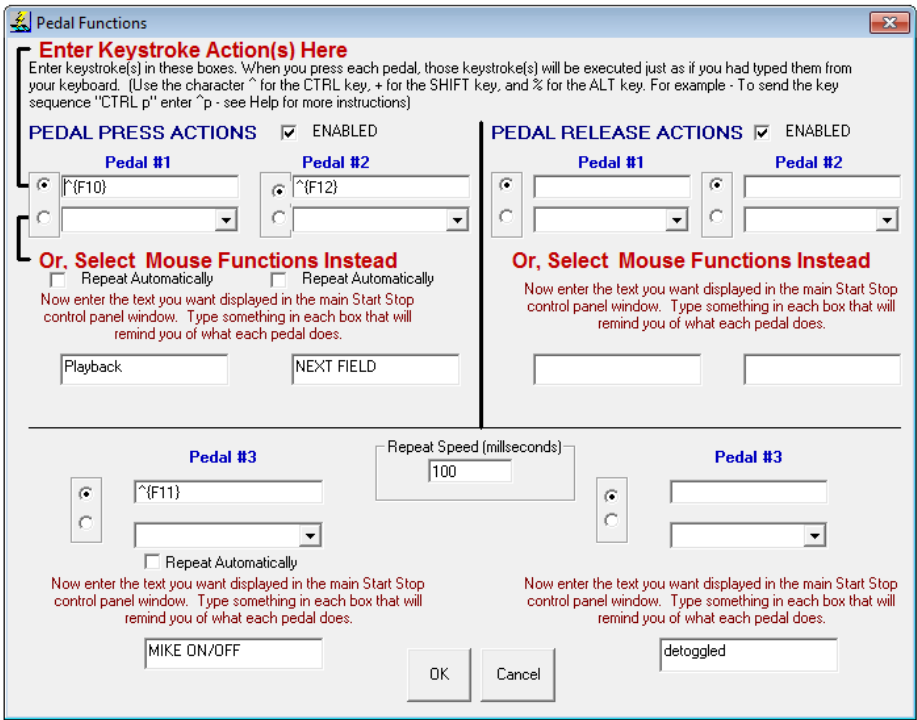 Pedal Functions
Enter Keystroke Action(s) Here
Enter keystroke(s) in these boxes. When you press each pedal, those keystroke(s) will be executed just as if you had typed them from
your keyboard. (Use the character ^ for the CTRL key, + for the SHIFT key, and % for the ALT key. For example - To send the key
sequence "CTRL p" enter ^p - see Help for more instructions)
PEDAL PRESS ACTIONS ENABLED
PEDAL RELEASE ACTIONS ENABLED
Pedal #1 Pedal #2
Pedal #1 Pedal #2
^{F10} ^{F12}
Or, Select Mouse Functions Instead
Or, Select Mouse Functions Instead
Repeat Automatically Repeat Automatically
Now enter the text you want displayed in the main Start Stop
control panel window. Type something in each box that will
remind you of what each pedal does.
Now enter the text you want displayed in the main Start Stop
control panel window. Type something in each box that will
remind you of what each pedal does.
Playback NEXT FIELD
Pedal #3
Repeat Speed (millseconds)
100
Pedal #3
^{F11}
Repeat Automatically
Now enter the text you want displayed in the main Start Stop
control panel window. Type something in each box that will
remind you of what each pedal does.
Now enter the text you want displayed in the main Start Stop
control panel window. Type something in each box that will
remind you of what each pedal does.
MIKE ON/OFF
detoggled
OK Cancel